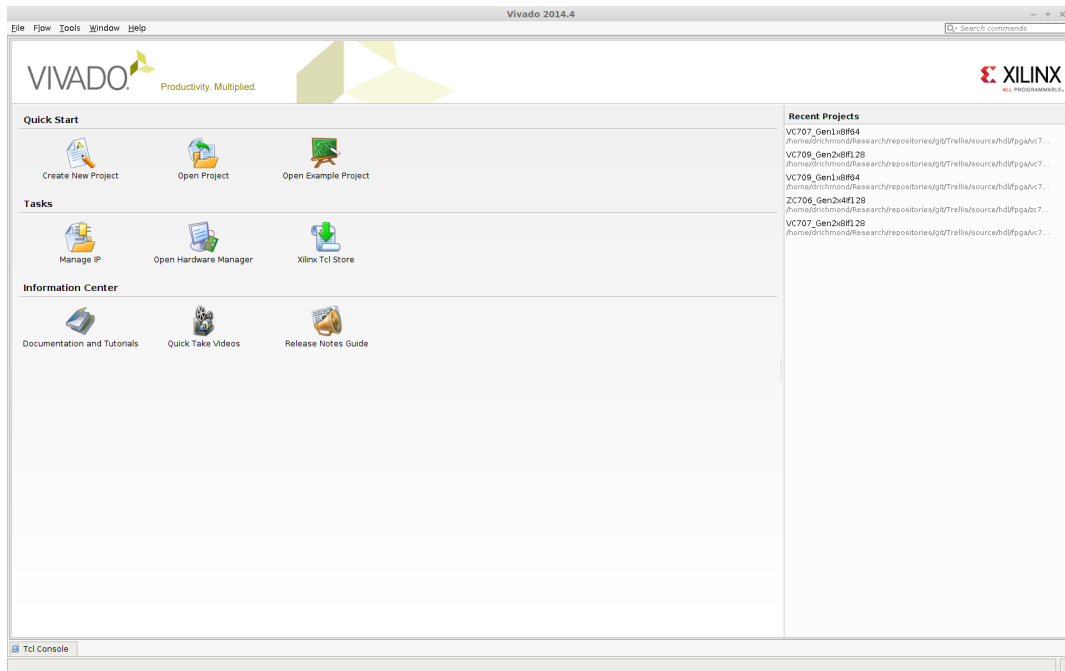 Vivado 2014.4
File Flow Tools Window Help
Search commands
VIVADO. Productivity. Multiplied.
XILINX
ALL PROGRAMMABLE.
Quick Start
Create New Project
Open Project
Open Example Project
Tasks
Manage IP
Open Hardware Manager
Xilinx Tcl Store
Information Center
Documentation and Tutorials
Quick Take Videos
Release Notes Guide
Recent Projects
VC707_Gen1x8If64
/home/drichmond/Research/repositories/git/Trellis/source/hdl/fpga/vc7...
VC709_Gen2x8If128
/home/drichmond/Research/repositories/git/Trellis/source/hdl/fpga/vc7...
VC709_Gen1x8If64
/home/drichmond/Research/repositories/git/Trellis/source/hdl/fpga/vc7...
ZC706_Gen2x4If128
/home/drichmond/Research/repositories/git/Trellis/source/hdl/fpga/zc7...
VC707_Gen2x8If128
/home/drichmond/Research/repositories/git/Trellis/source/hdl/fpga/vc7...
Tcl Console